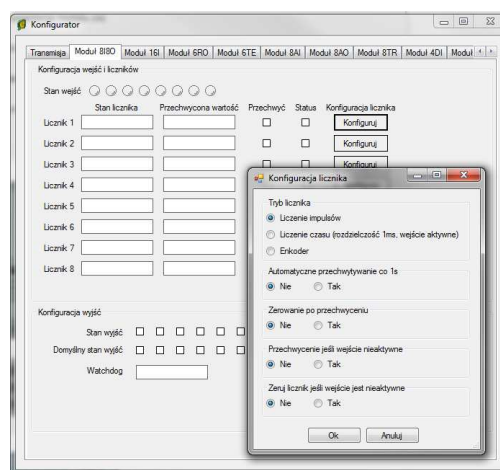 Konfigurator
Transmisja Moduł 8I8O Moduł 16I Moduł 6RO Moduł 6TE Moduł 8AI Moduł 8AO Moduł 8TR Moduł 4DI Moduł
Konfiguracja wejść i liczników
Stan wejść
Stan licznika Przechwycona wartość Przechwyć Status Konfiguracja licznika
Licznik 1 Konfiguruj
Licznik 2 Konfiguruj
Licznik 3 Konfiguruj
Licznik 4
Licznik 5
Licznik 6
Licznik 7
Licznik 8
Konfiguracja wyjść
Stan wyjść
Domyślny stan wyjść
Watchdog
Konfiguracja licznika
Tryb licznika
Liczenie impulsów
Liczenie czasu (rozdzielczość 1ms, wejście aktywne)
Enkoder
Automatyczne przechwytywanie co 1s
Nie Tak
Zerowanie po przechwyceniu
Nie Tak
Przechwycenie jeśli wejście nieaktywne
Nie Tak
Zeruj licznik jeśli wejście jest nieaktywne
Nie Tak
Ok Anuluj